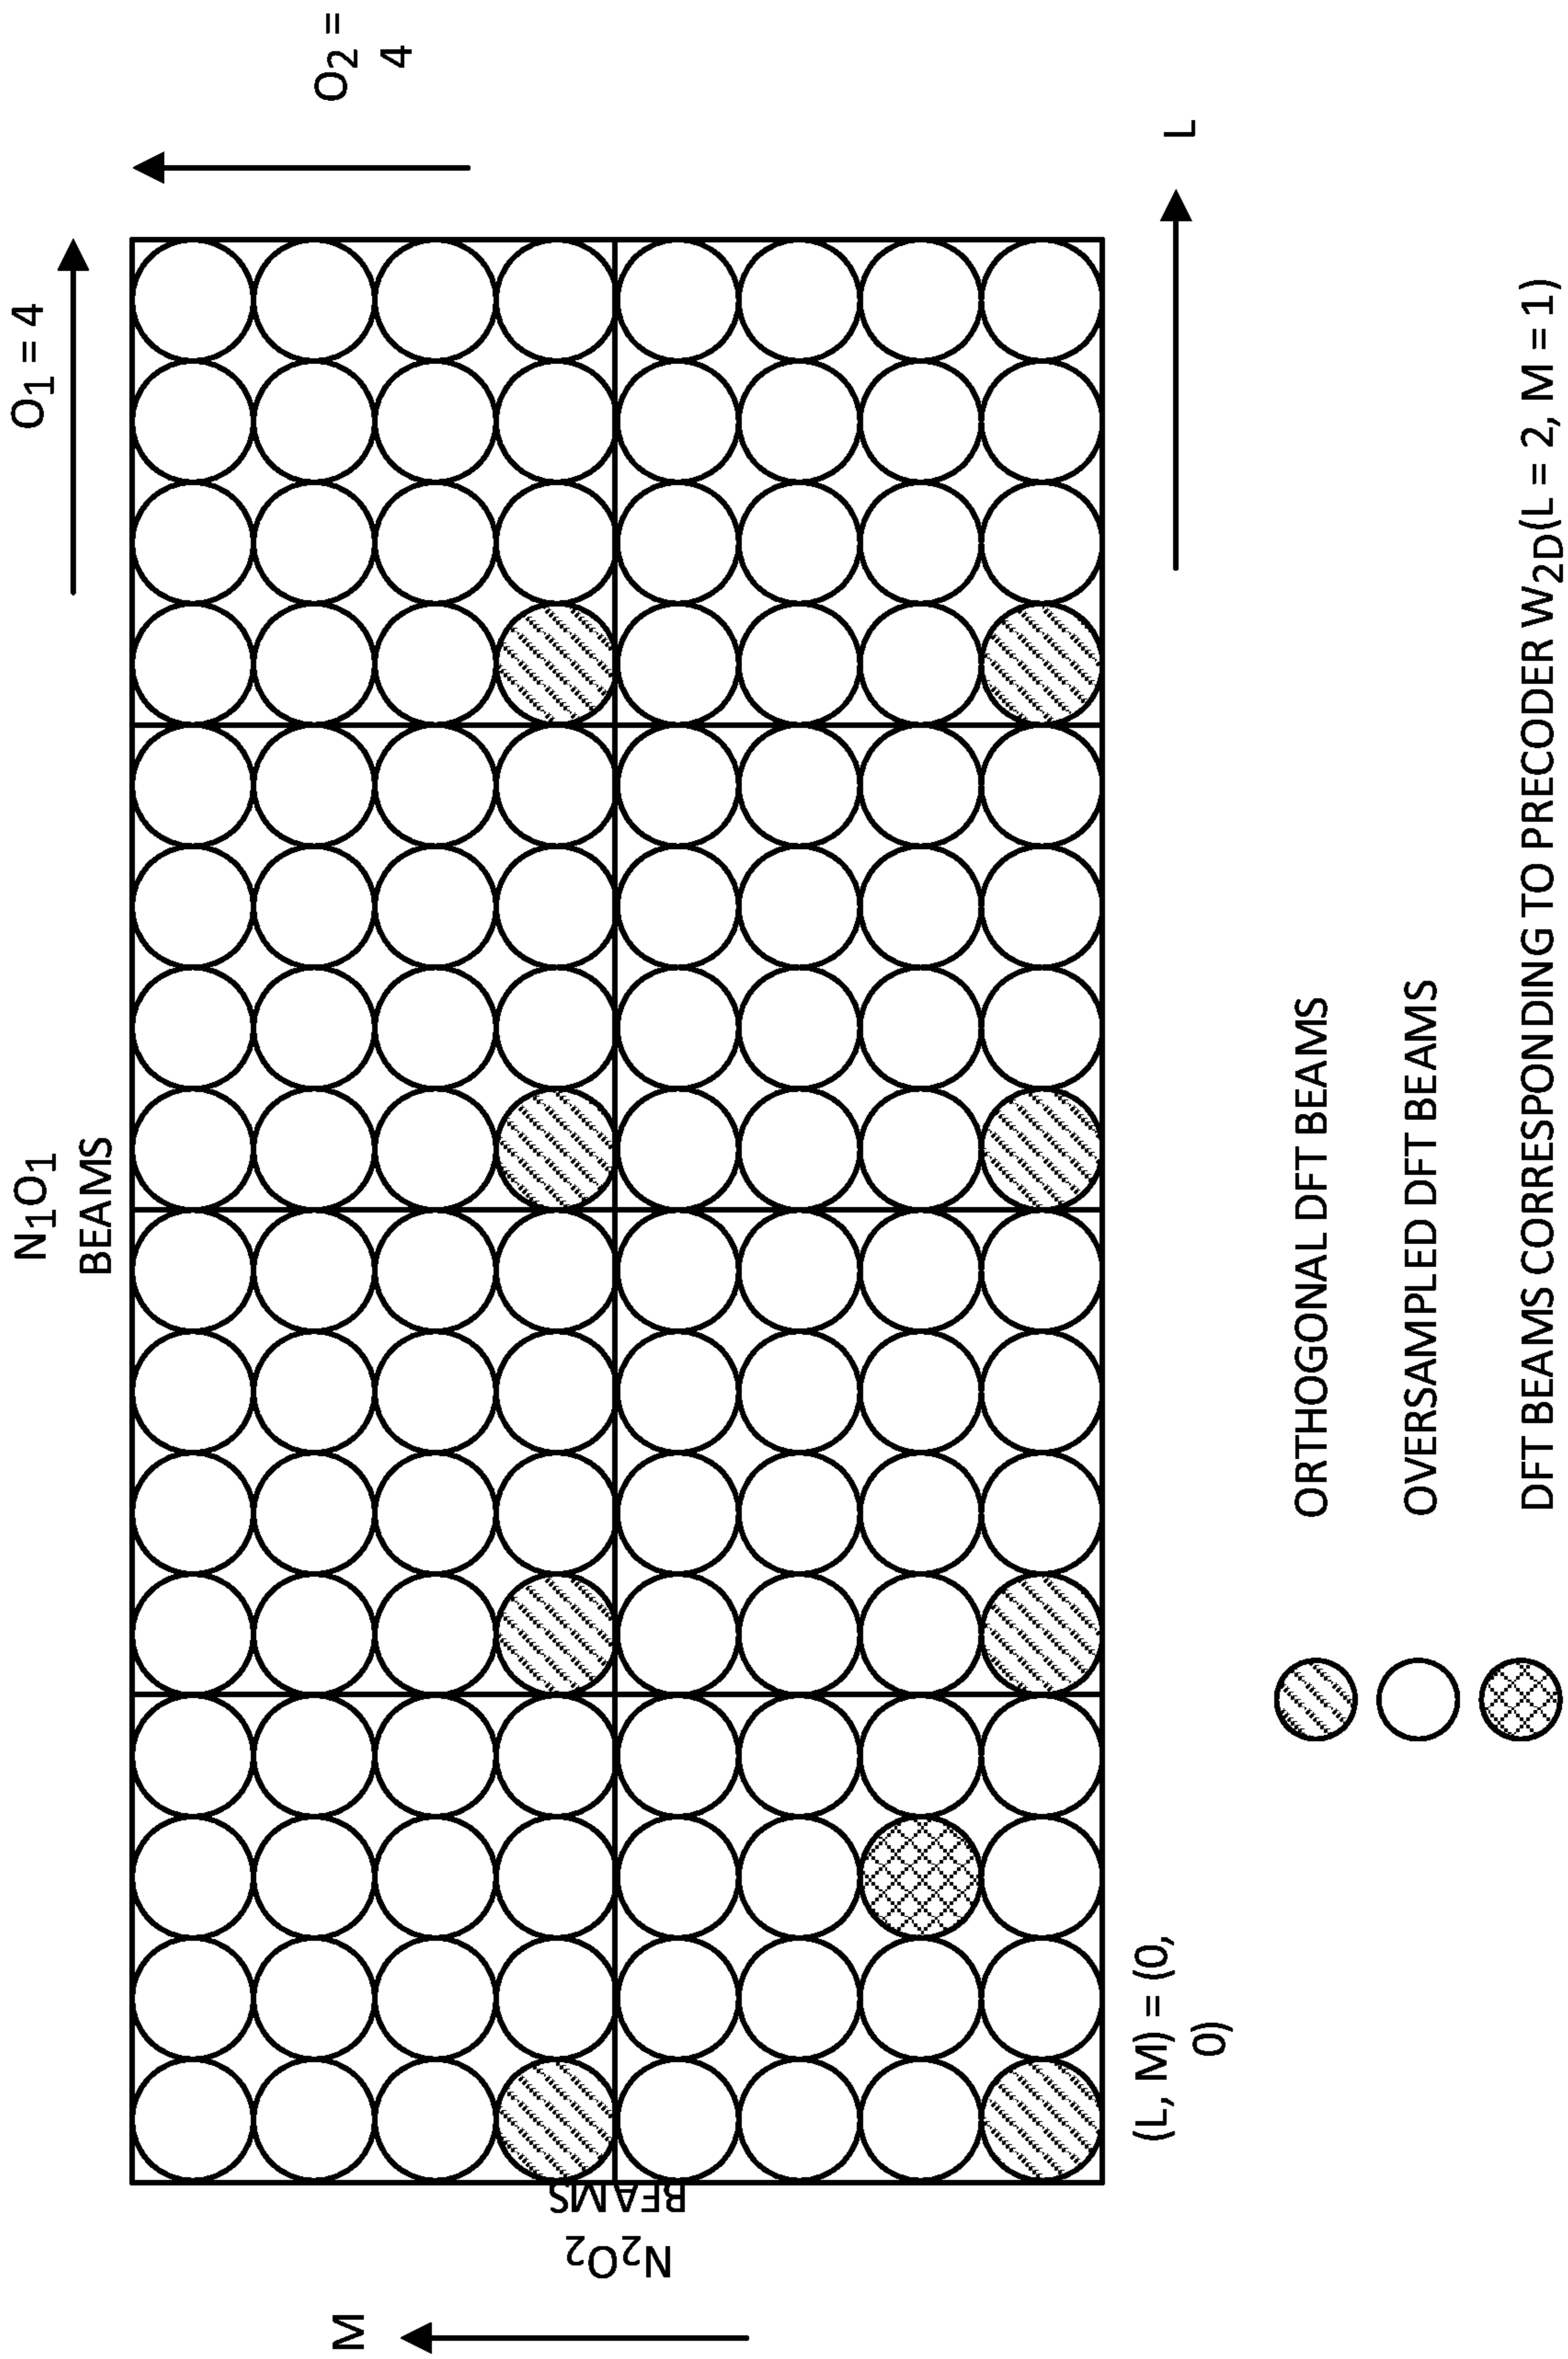 N₁O₁
BEAMS
O₁ = 4
O₂ =
4
M
N₂O₂
BEAMS
(L, M) = (0,
0)
L
ORTHOGONAL DFT BEAMS
OVERSAMPLED DFT BEAMS
DFT BEAMS CORRESPONDING TO PRECODER W₂D(L = 2, M = 1)